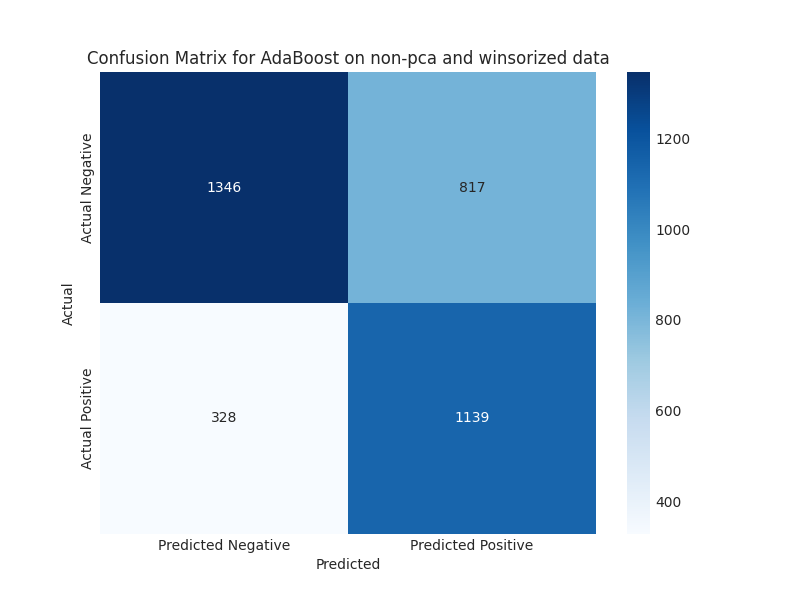 Confusion Matrix for AdaBoost on non-pca and winsorized data
Actual Negative
1346
817
1200
1000
Actual
800
600
Actual Positive
328
1139
400
Predicted Negative
Predicted Positive
Predicted